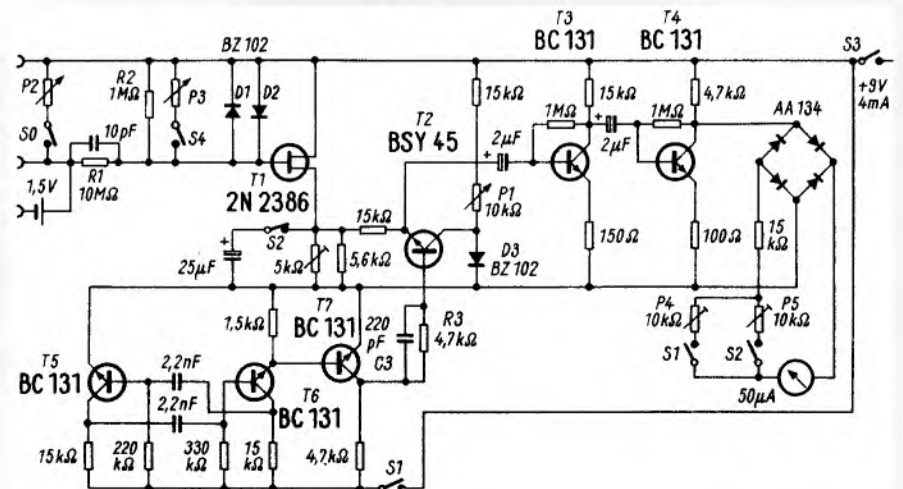 T3
BC 131
T4
BC 131
S3
+9V
4mA
BZ 102
P2
S0
R2
1MΩ
P3
S4
D1
D2
10pF
R1
10MΩ
1,5V
T1
2N 2386
T2
BSY 45
15kΩ
2µF
1MΩ
15kΩ
2µF
1MΩ
4,7kΩ
AA 134
P1
10kΩ
15kΩ
S2
25µF
5kΩ
5,6kΩ
D3
BZ 102
150Ω
100Ω
15
kΩ
P4
10kΩ
P5
10kΩ
S1
S2
50µA
1,5kΩ
T7
BC 131
220
pF
C3
R3
4,7kΩ
T5
BC 131
2,2nF
2,2nF
T6
BC 131
15kΩ
220
kΩ
330
kΩ
15
kΩ
4,7kΩ
S1